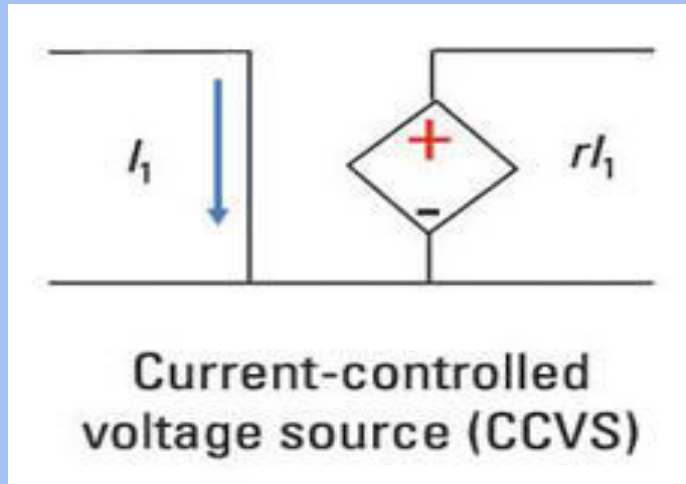 I₁
+
-
rI₁
Current-controlled
voltage source (CCVS)